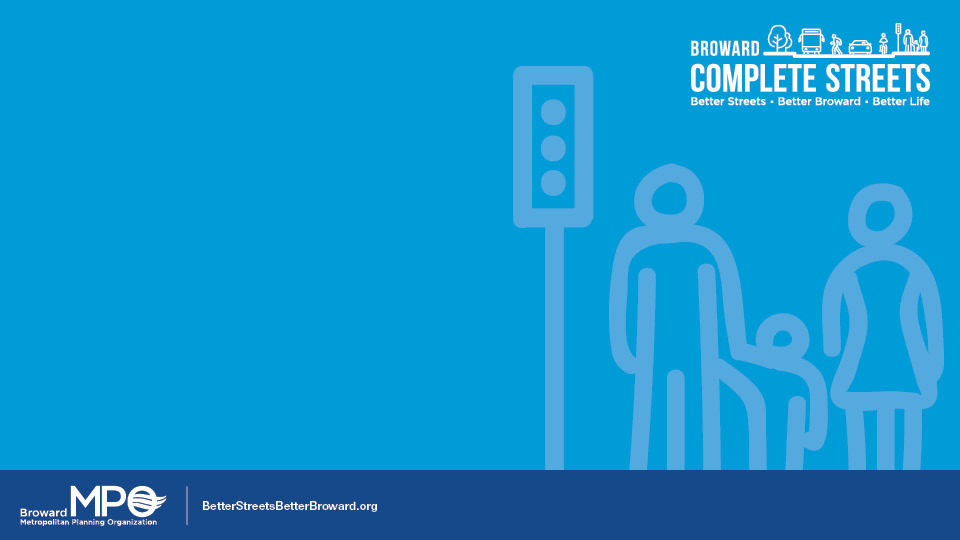 BROWARD
COMPLETE STREETS
Better Streets • Better Broward • Better Life
Broward MPO
Metropolitan Planning Organization
BetterStreetsBetterBroward.org